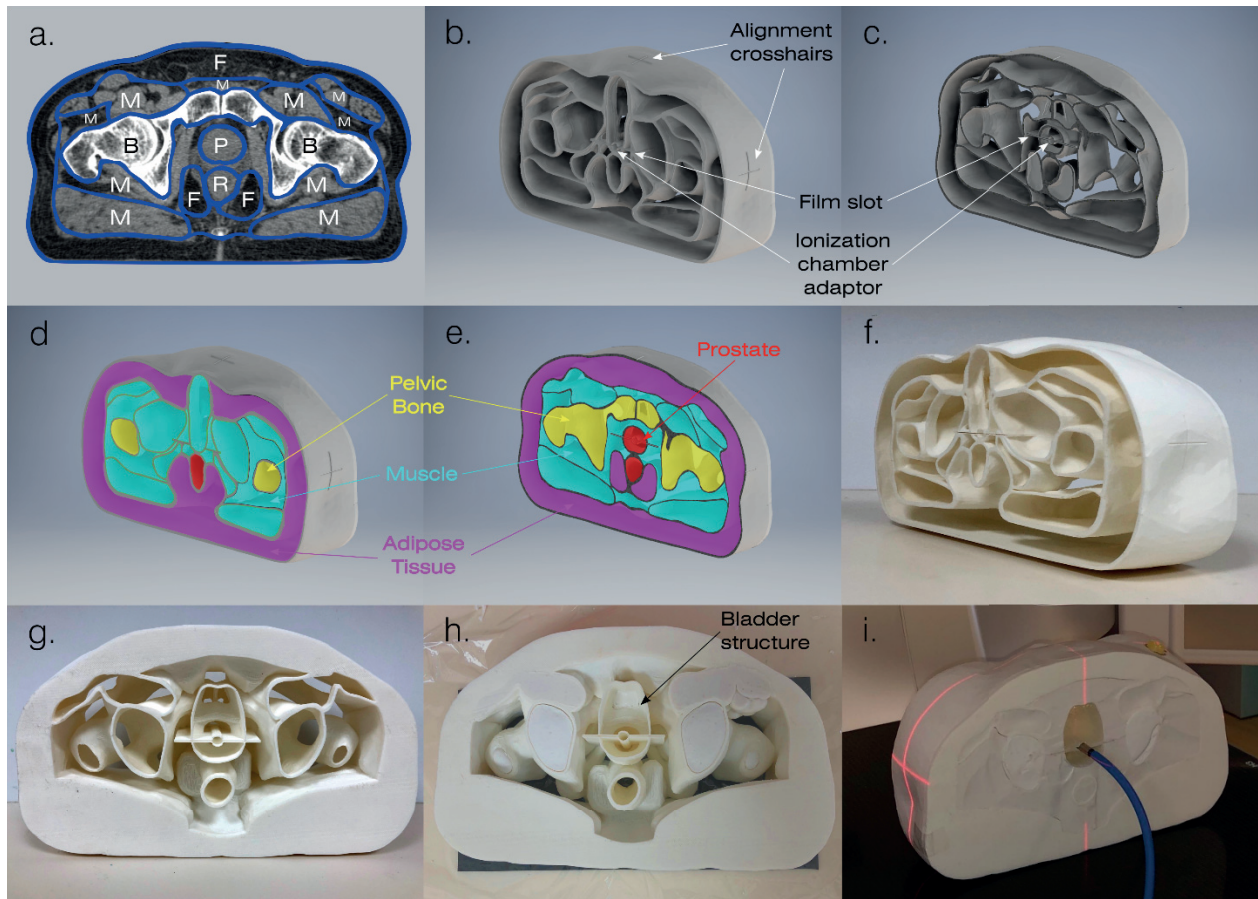 a.
F
M
M
M
M
M
M
B
B
P
R
F
F
M
M
M
M
b.
Alignment
crosshairs
c.
Film slot
Ionization
chamber
adaptor
d
Pelvic
Bone
Muscle
Adipose
Tissue
e.
Prostate
f.
g.
h.
Bladder
structure
i.